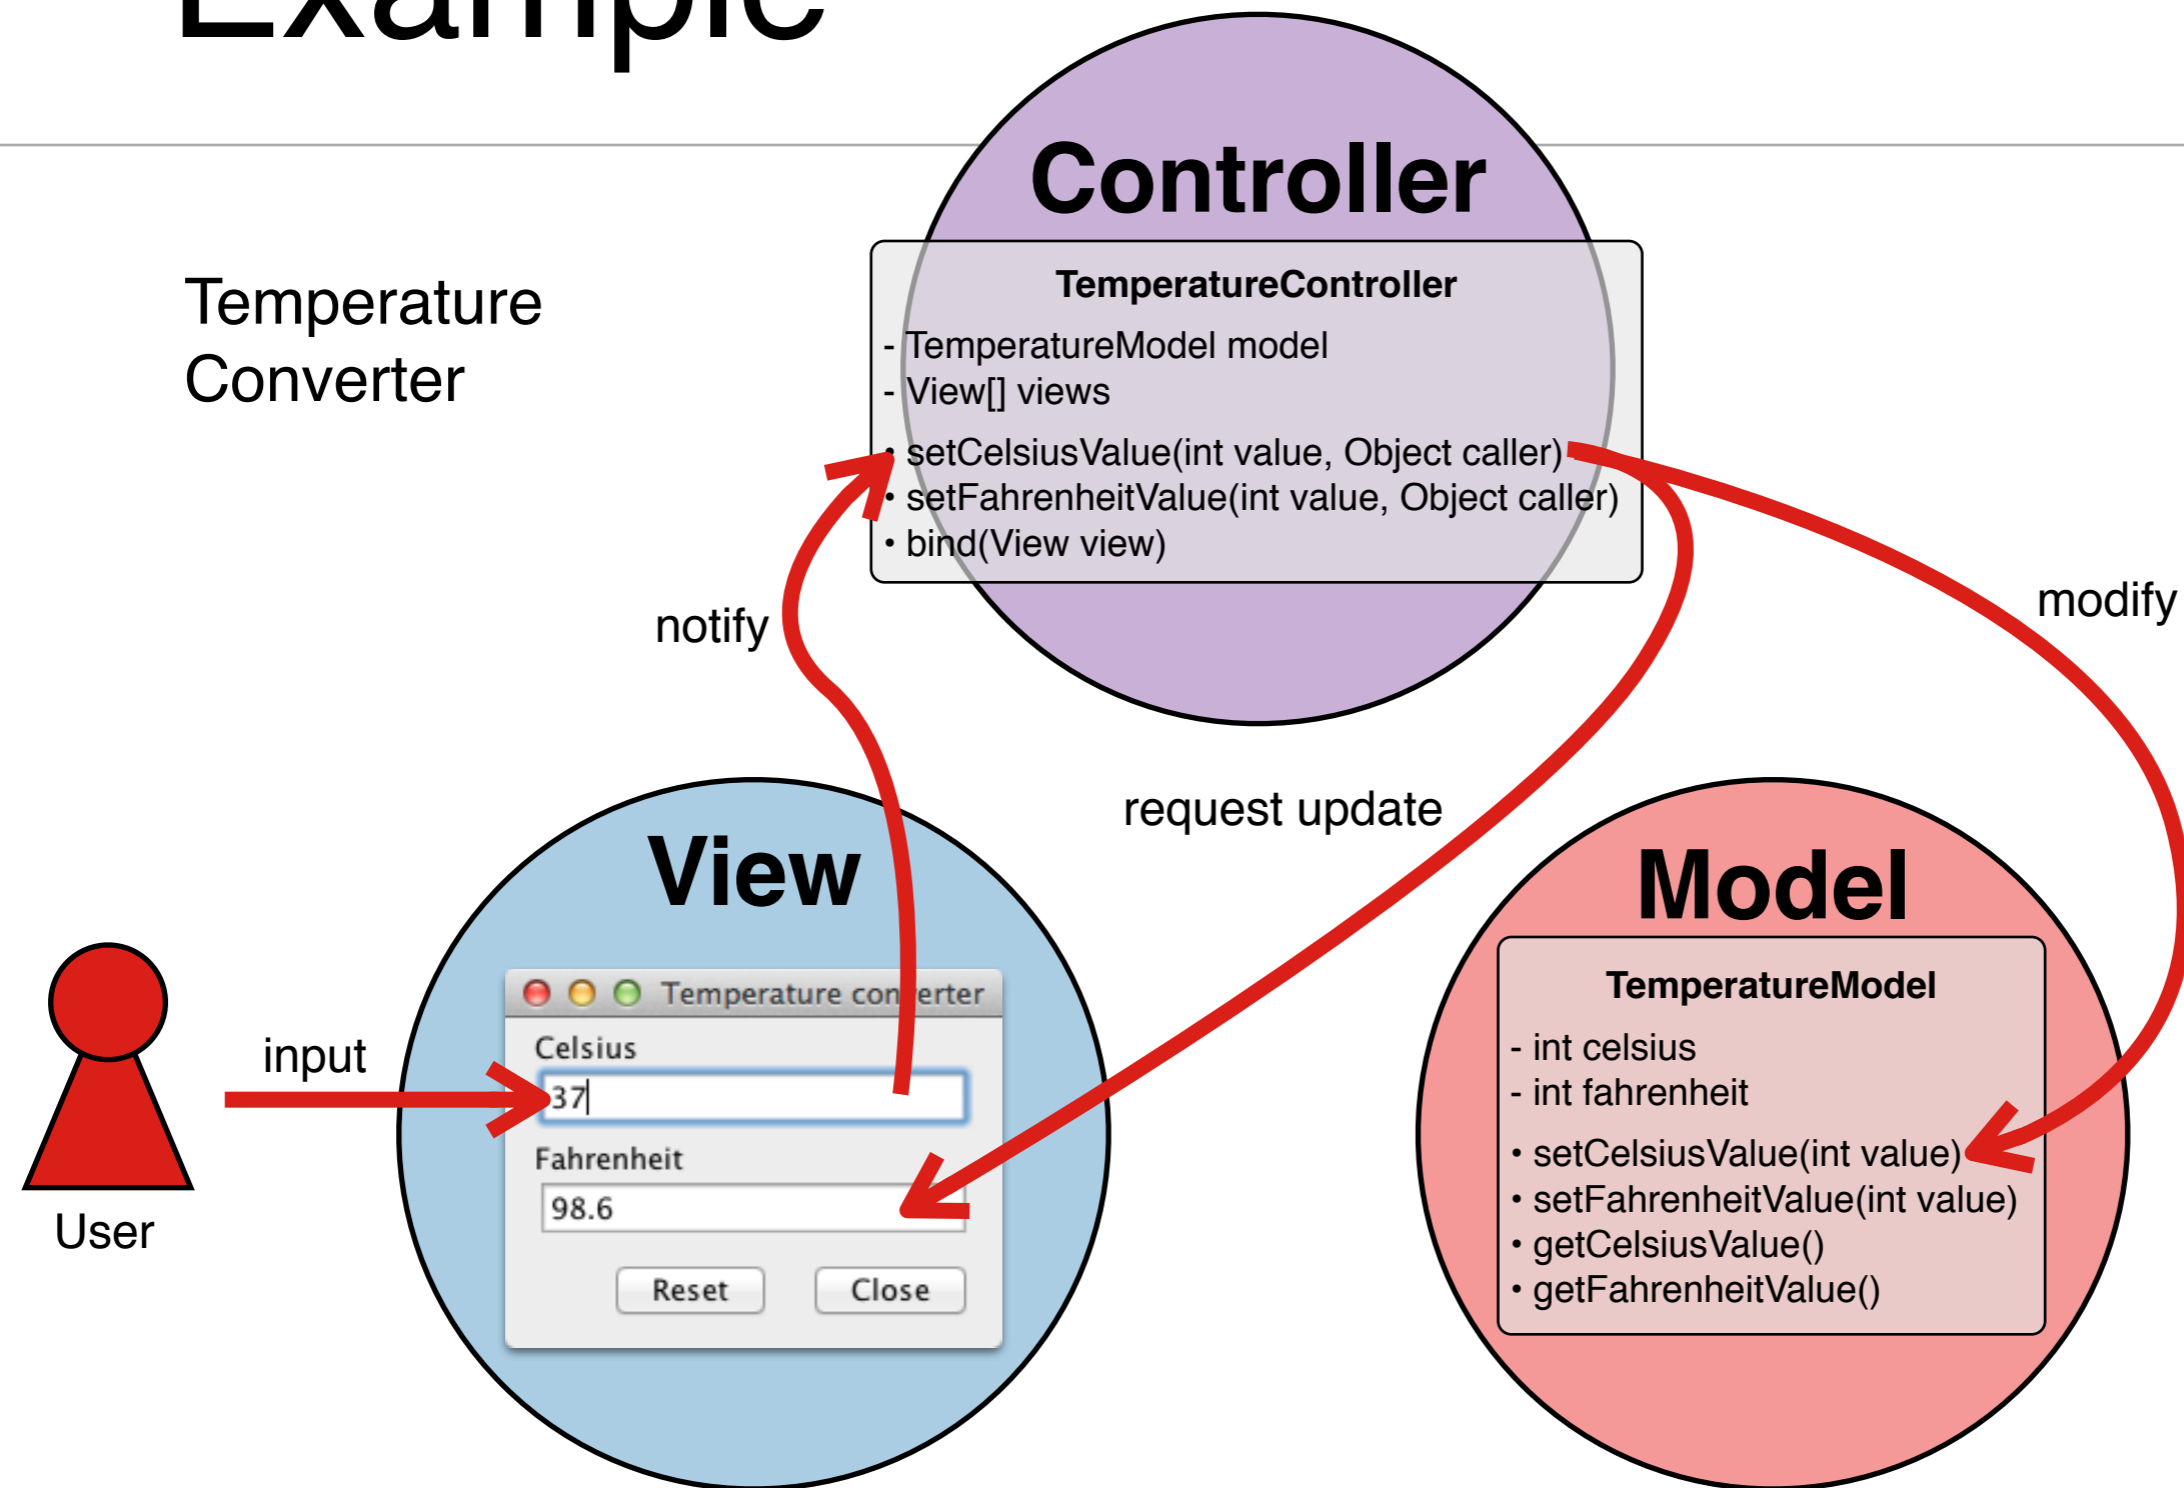 Example
Temperature
Converter
Controller
TemperatureController
- TemperatureModel model
- View[] views
• setCelsiusValue(int value, Object caller)
• setFahrenheitValue(int value, Object caller)
• bind(View view)
notify
modify
request update
View
Temperature converter
Celsius
37
Fahrenheit
98.6
Reset Close
input
User
Model
TemperatureModel
- int celsius
- int fahrenheit
• setCelsiusValue(int value)
• setFahrenheitValue(int value)
• getCelsiusValue()
• getFahrenheitValue()